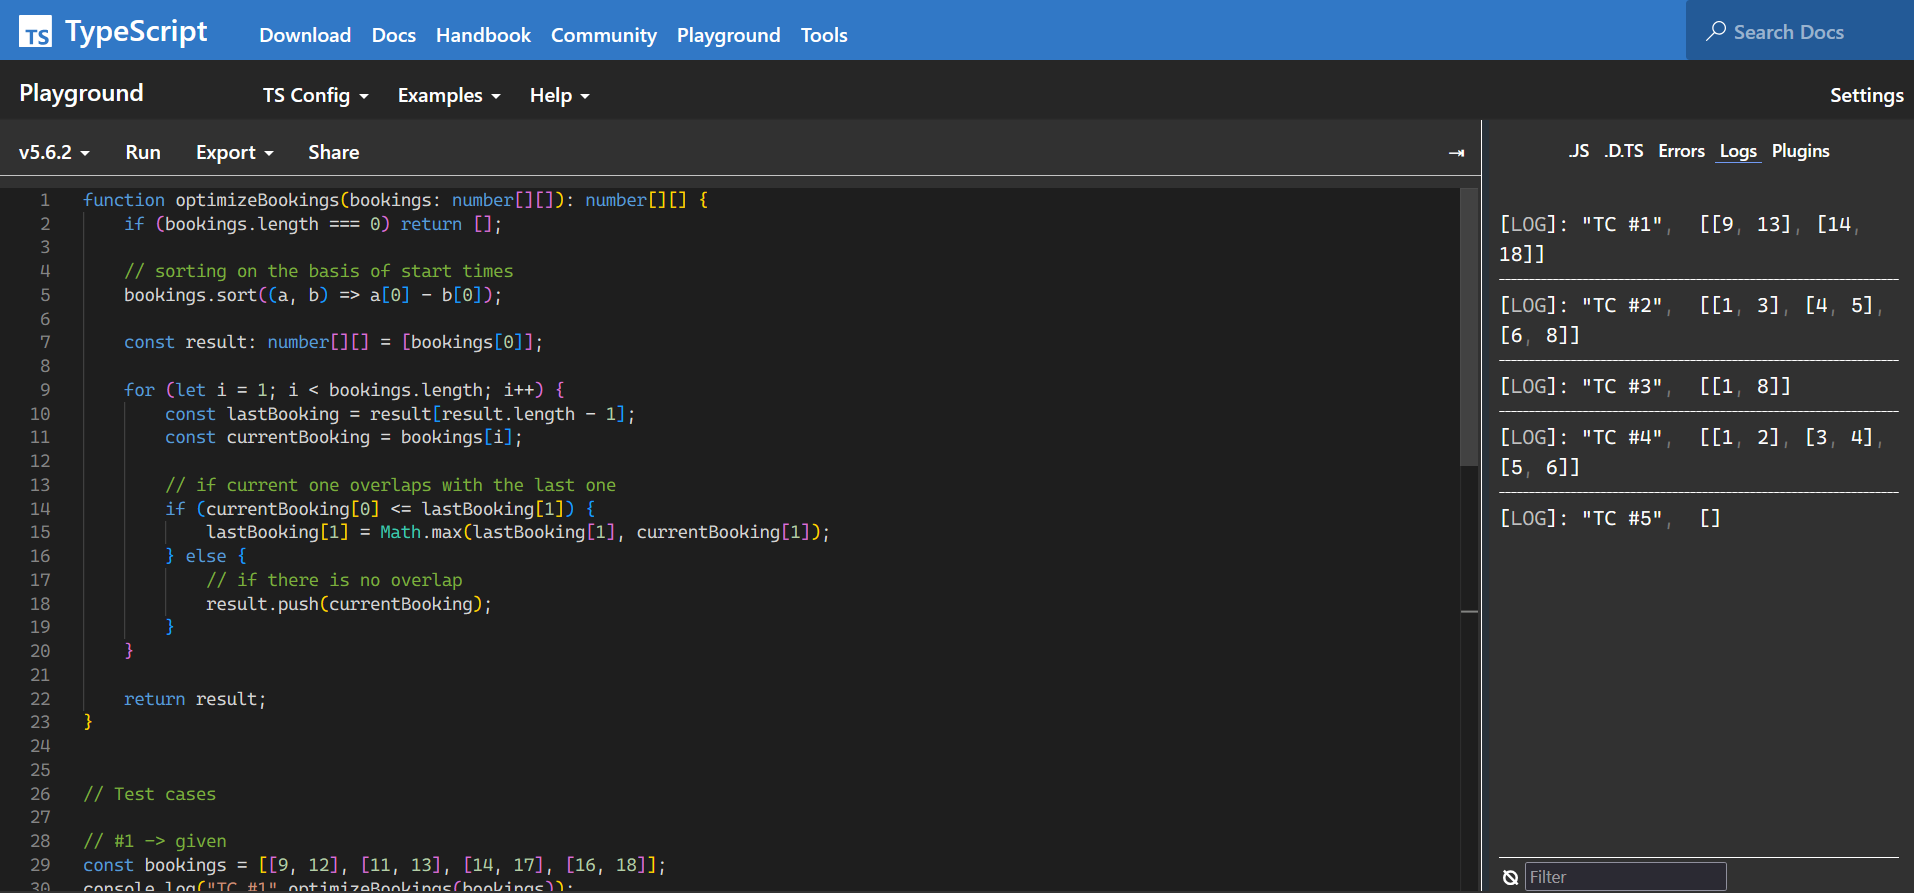 TS TypeScript Download Docs Handbook Community Playground Tools Search Docs
Playground TS Config Examples Help Settings
v5.6.2 Run Export Share
.JS .D.TS Errors Logs Plugins
1 function optimizeBookings(bookings: number[][]): number[][] {
2 if (bookings.length === 0) return [];
3
4 // sorting on the basis of start times
5 bookings.sort((a, b) => a[0] - b[0]);
6
7 const result: number[][] = [bookings[0]];
8
9 for (let i = 1; i < bookings.length; i++) {
10 const lastBooking = result[result.length - 1];
11 const currentBooking = bookings[i];
12
13 // if current one overlaps with the last one
14 if (currentBooking[0] <= lastBooking[1]) {
15 lastBooking[1] = Math.max(lastBooking[1], currentBooking[1]);
16 } else {
17 // if there is no overlap
18 result.push(currentBooking);
19 }
20 }
21
22 return result;
23 }
24
25
26 // Test cases
27
28 // #1 -> given
29 const bookings = [[9, 12], [11, 13], [14, 17], [16, 18]];
30 console.log("TC #1",optimizeBookings(bookings));
[LOG]: "TC #1", [[9, 13], [14,
18]]
[LOG]: "TC #2", [[1, 3], [4, 5],
[6, 8]]
[LOG]: "TC #3", [[1, 8]]
[LOG]: "TC #4", [[1, 2], [3, 4],
[5, 6]]
[LOG]: "TC #5", []
Filter